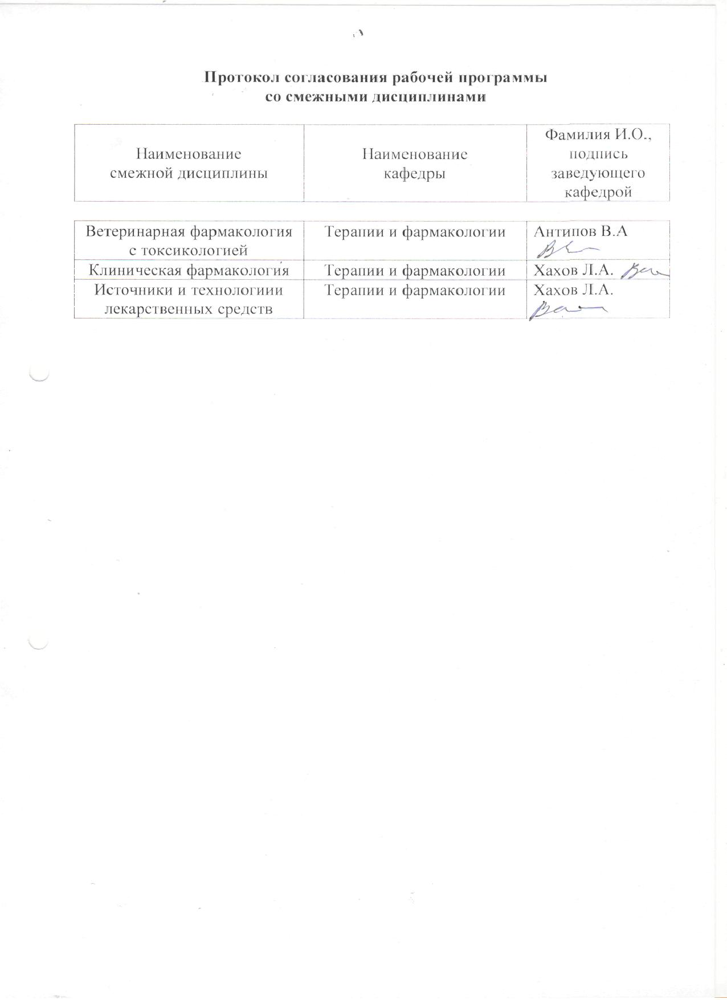 Протокол согласования рабочей программы
со смежными дисциплинами
Наименование
смежной дисциплины
Наименование
кафедры
Фамилия И.О.,
подпись
заведующего
кафедрой
Ветеринарная фармакология
с токсикологией
Терапии и фармакологии
Антипов В.А
Клиническая фармакология
Терапии и фармакологии
Хахов Л.А.
Источники и технологиии
лекарственных средств
Терапии и фармакологии
Хахов Л.А.